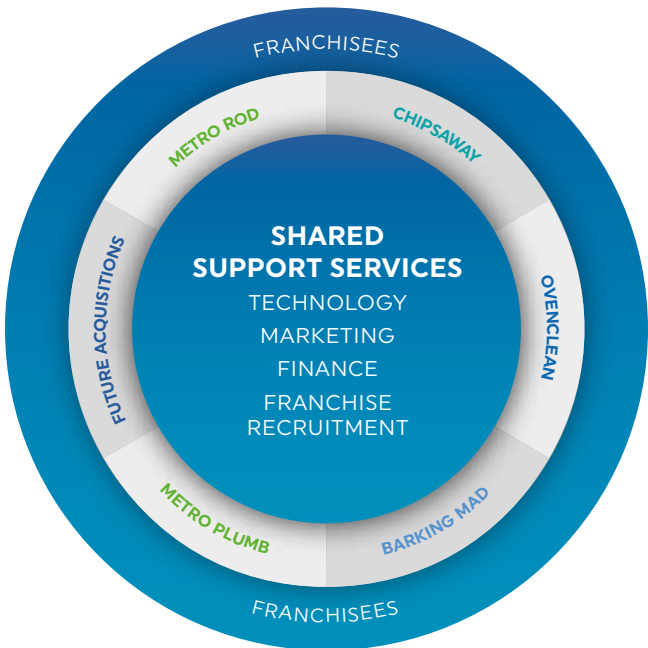 FRANCHISEES
METRO ROD
CHIPSAWAY
SHARED
SUPPORT SERVICES
TECHNOLOGY
MARKETING
FINANCE
FRANCHISE
RECRUITMENT
FUTURE ACQUISITIONS
OVENCLEAN
METRO PLUMB
BARKING MAD
FRANCHISEES